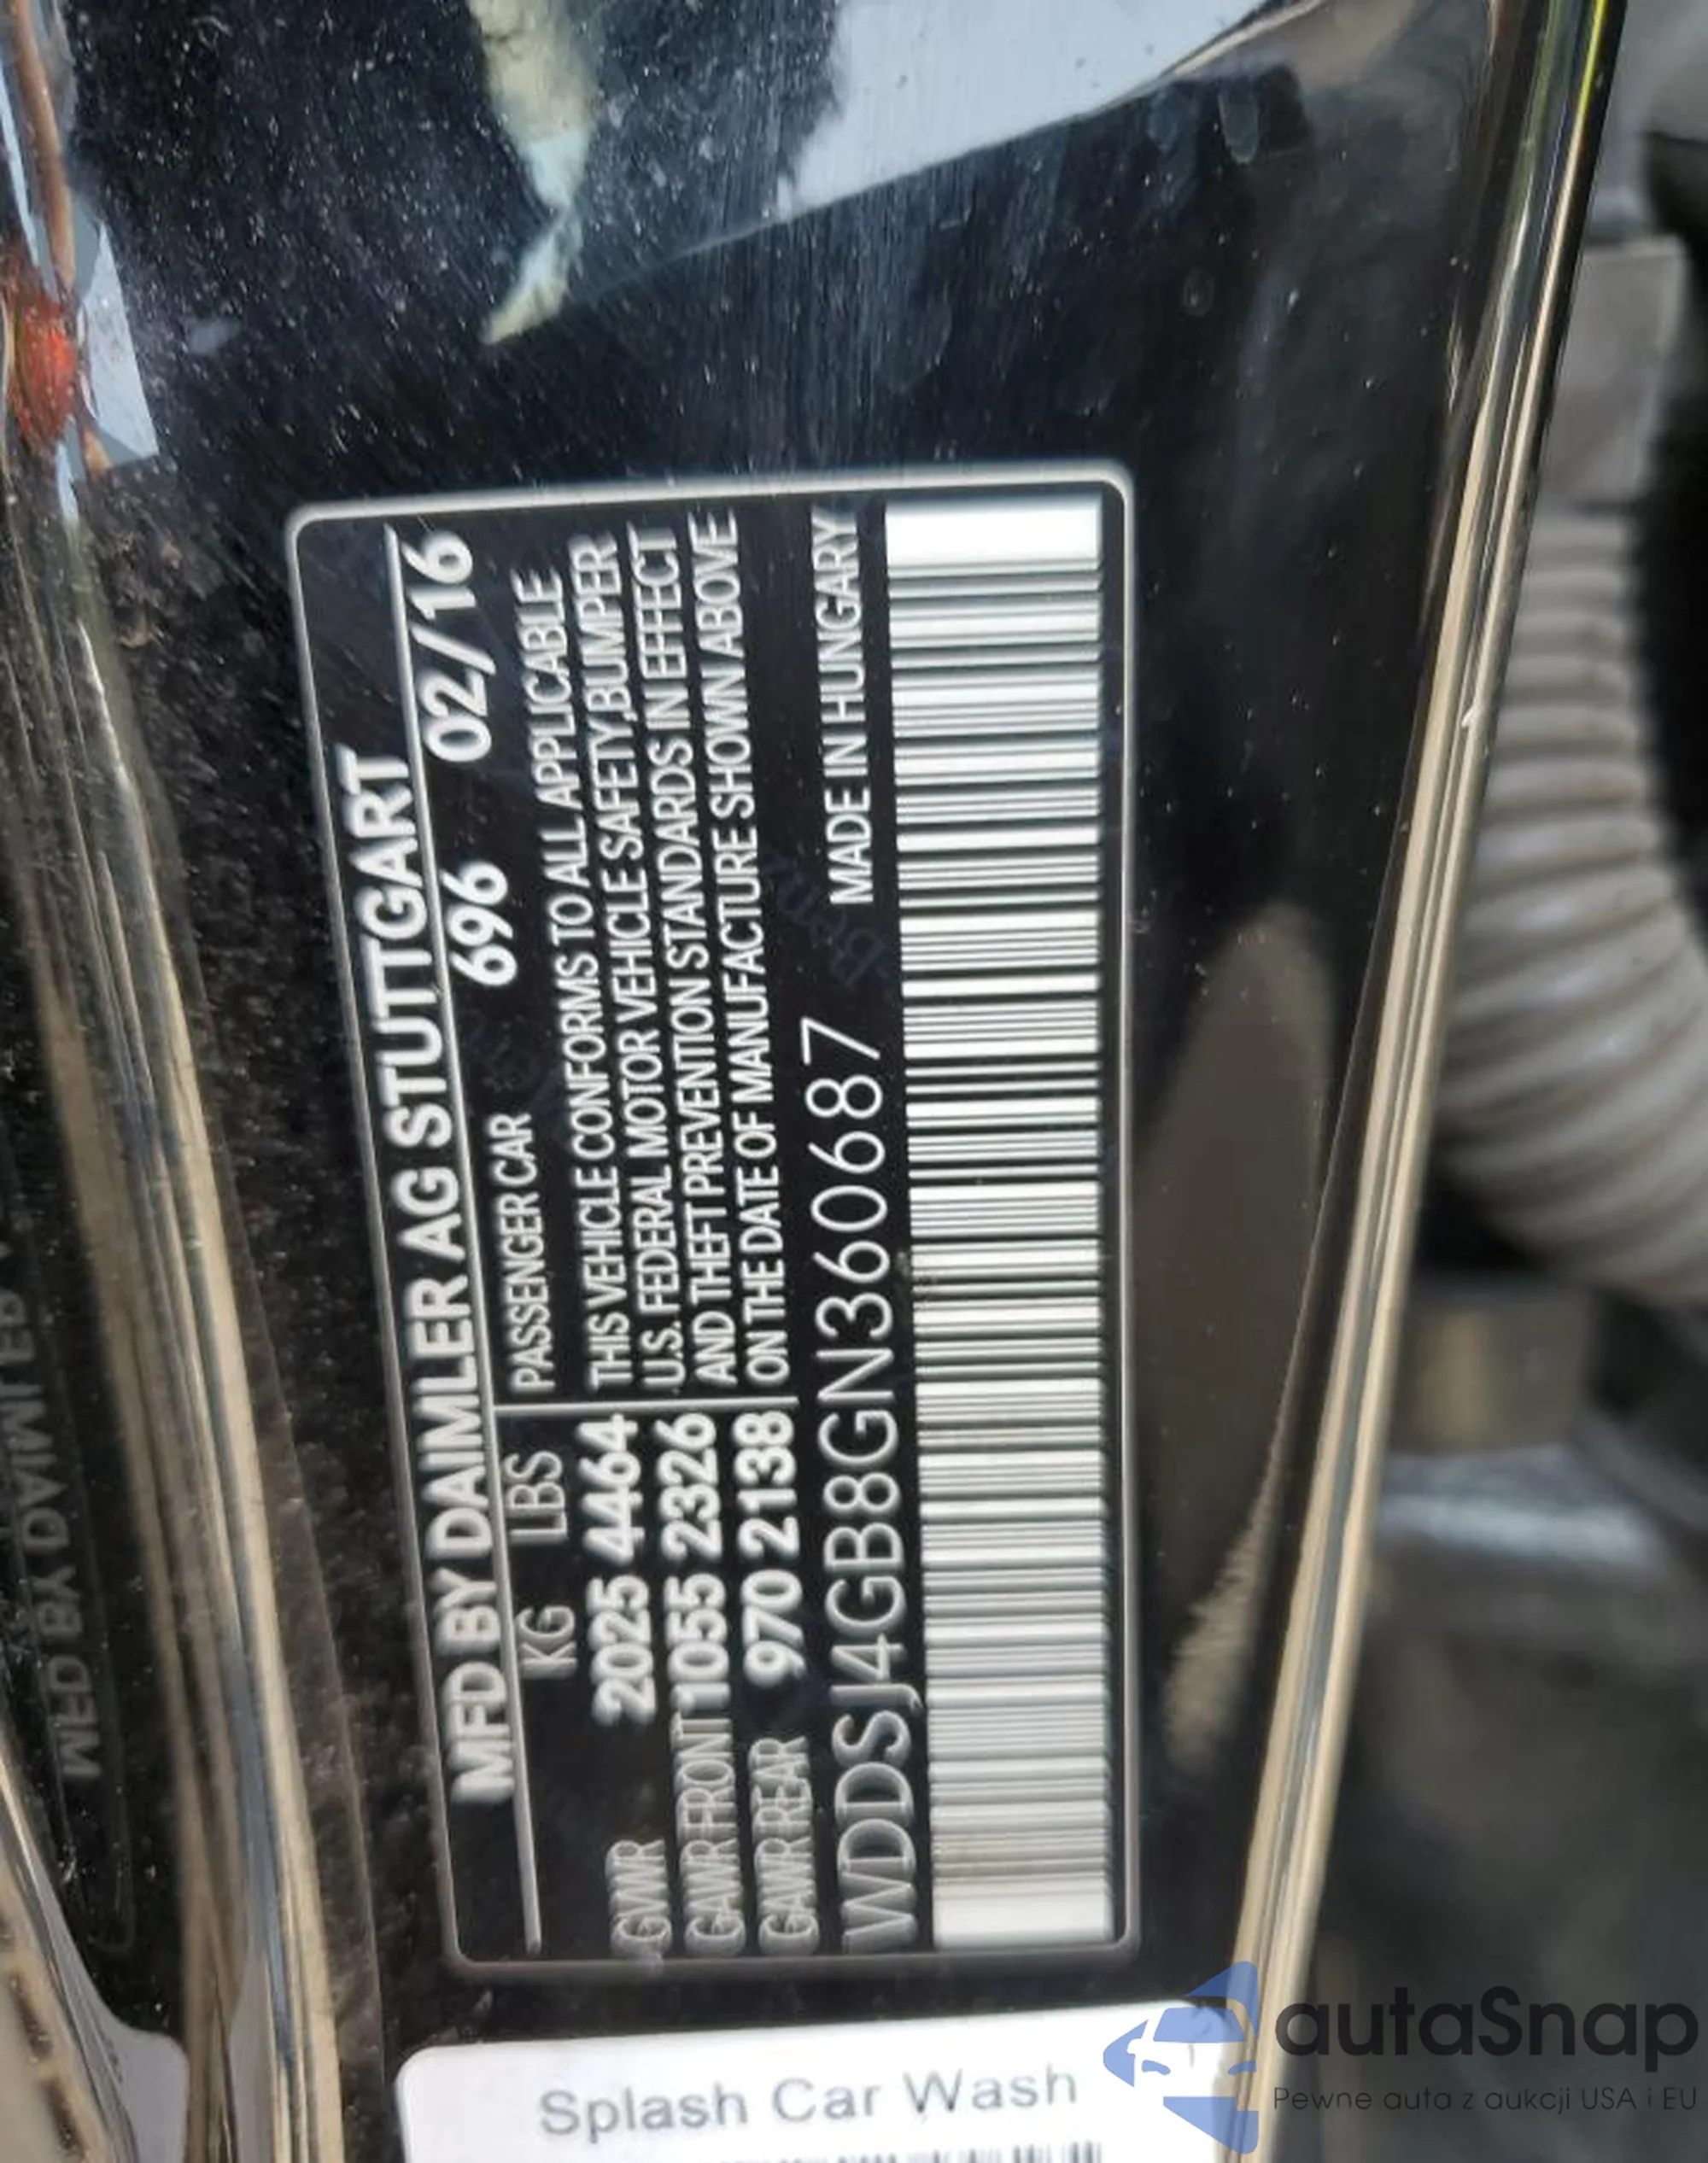 MFD BY DAIMLER AG STUTTGART
696 02/16
KG LBS PASSENGER CAR
GVWR 2025 4464 THIS VEHICLE CONFORMS TO ALL APPLICABLE
GAWR FRONT 1055 2326 U.S. FEDERAL MOTOR VEHICLE SAFETY,BUMPER
GAWR REAR 970 2138 AND THEFT PREVENTION STANDARDS IN EFFECT
ON THE DATE OF MANUFACTURE SHOWN ABOVE
WDDSJ4GB8GN360687 MADE IN HUNGARY
Splash Car Wash
autaSnap
Pewne auta z aukcji USA i EU
MFD BY DAIMLER A